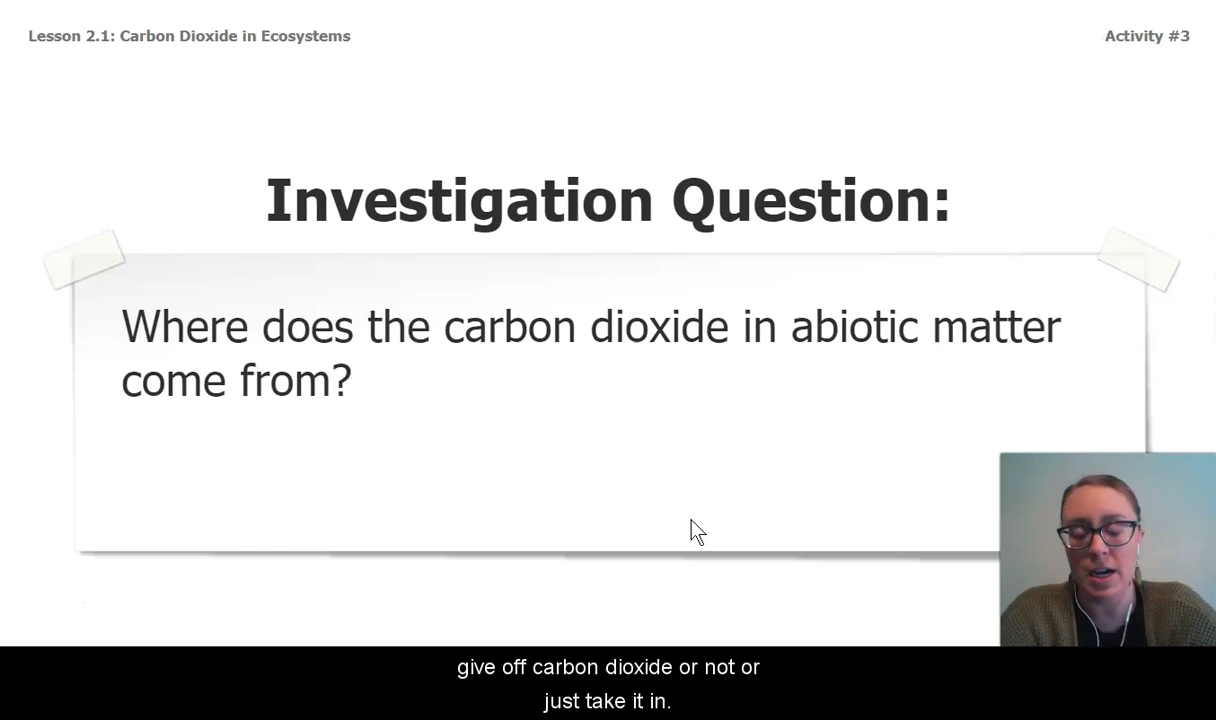 Lesson 2.1: Carbon Dioxide in Ecosystems
Activity #3
Investigation Question:
Where does the carbon dioxide in abiotic matter
come from?
give off carbon dioxide or not or
just take it in.